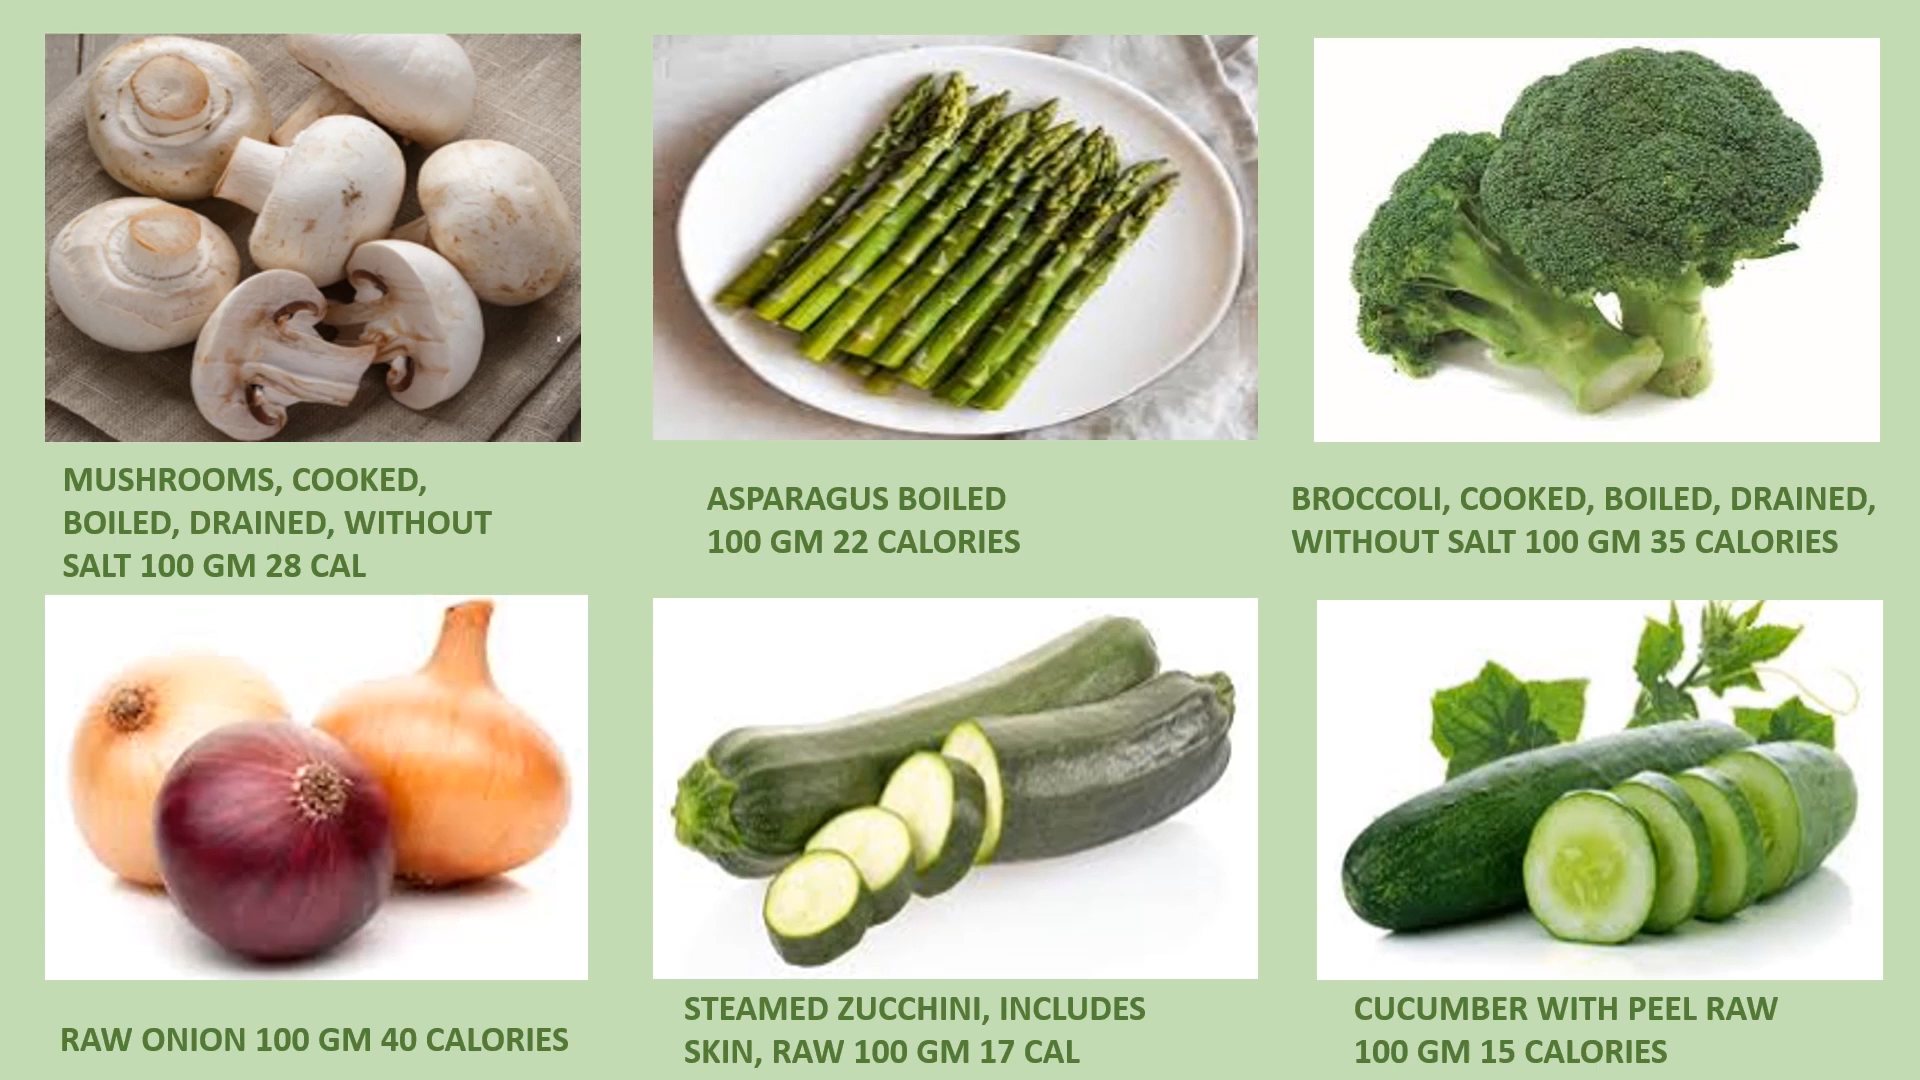 MUSHROOMS, COOKED,
BOILED, DRAINED, WITHOUT
SALT 100 GM 28 CAL
ASPARAGUS BOILED
100 GM 22 CALORIES
BROCCOLI, COOKED, BOILED, DRAINED,
WITHOUT SALT 100 GM 35 CALORIES
RAW ONION 100 GM 40 CALORIES
STEAMED ZUCCHINI, INCLUDES
SKIN, RAW 100 GM 17 CAL
CUCUMBER WITH PEEL RAW
100 GM 15 CALORIES